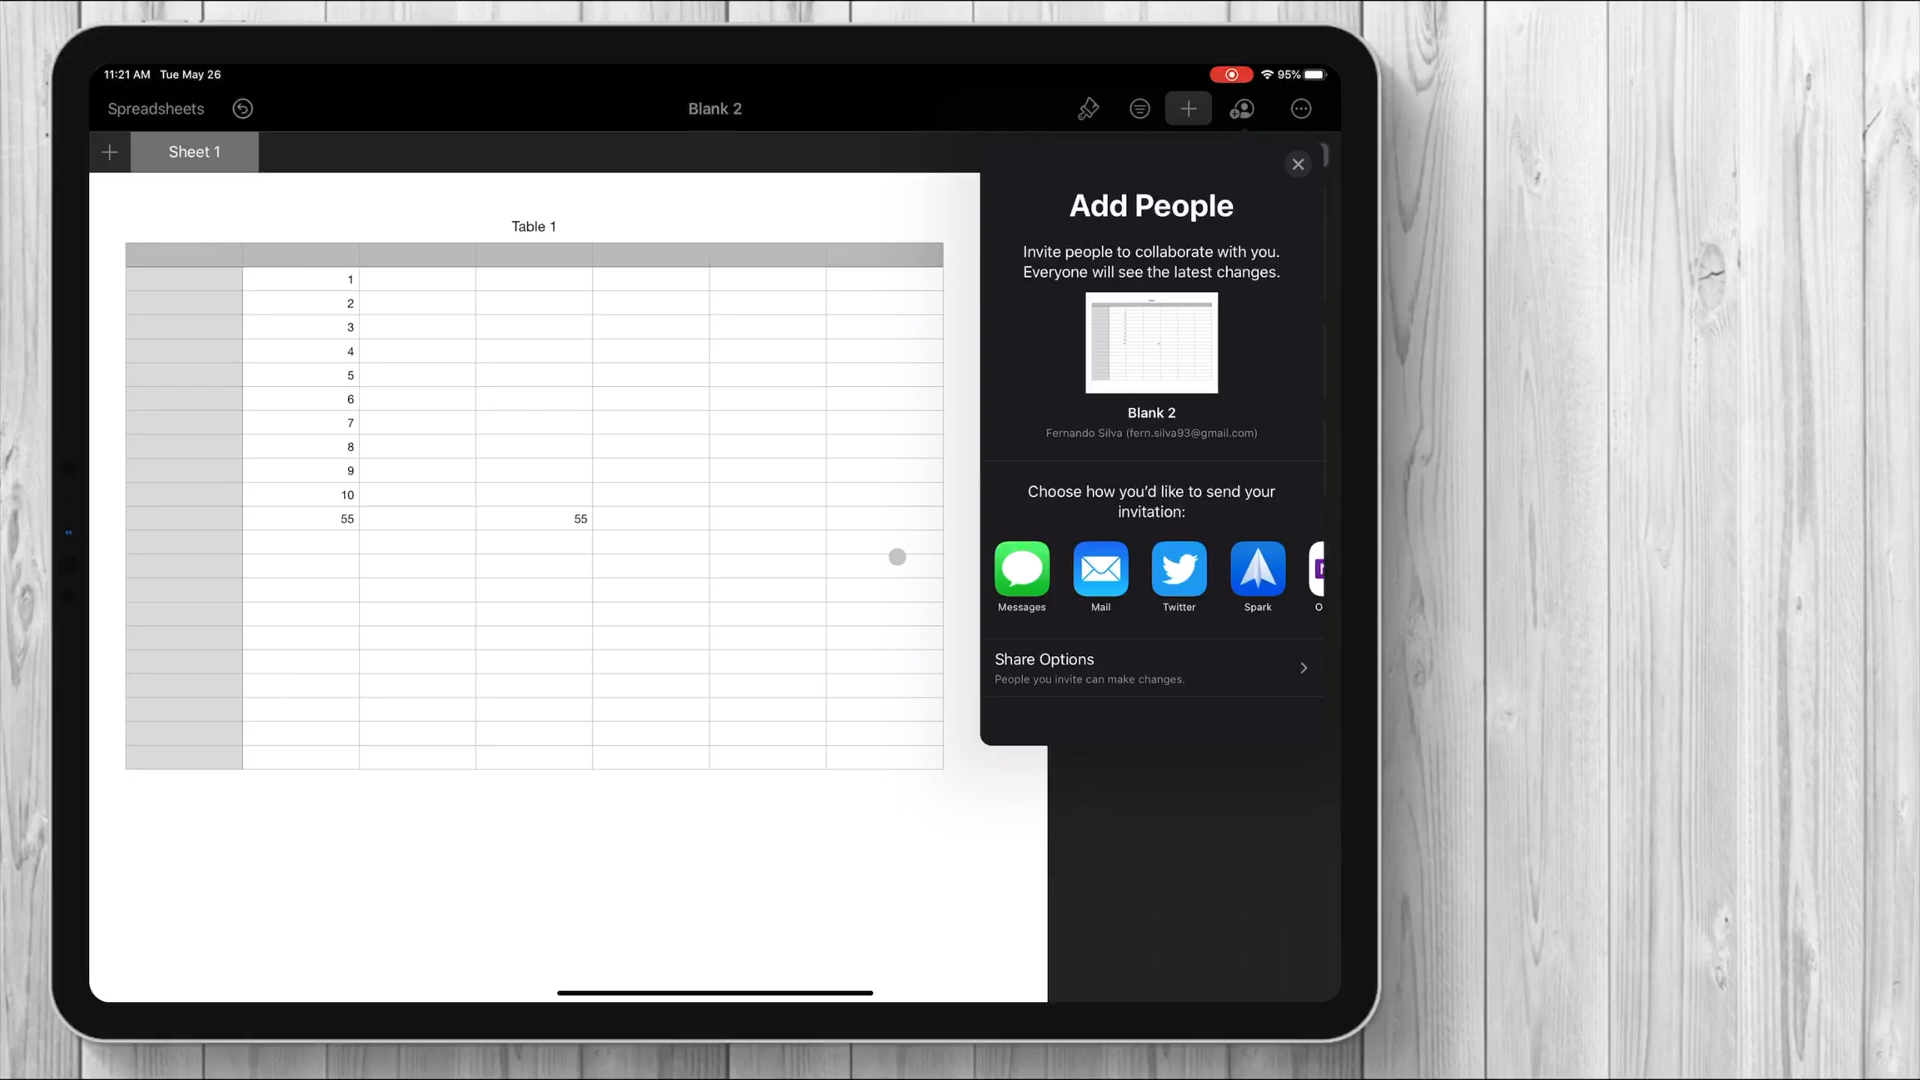 11:21 AM Tue May 26
95%
Spreadsheets
Blank 2
Sheet 1
Table 1
1
2
3
4
5
6
7
8
9
10
55 55
Add People
Invite people to collaborate with you.
Everyone will see the latest changes.
Blank 2
Fernando Silva (fern.silva93@gmail.com)
Choose how you'd like to send your
invitation:
Messages Mail Twitter Spark O
Share Options
People you invite can make changes.